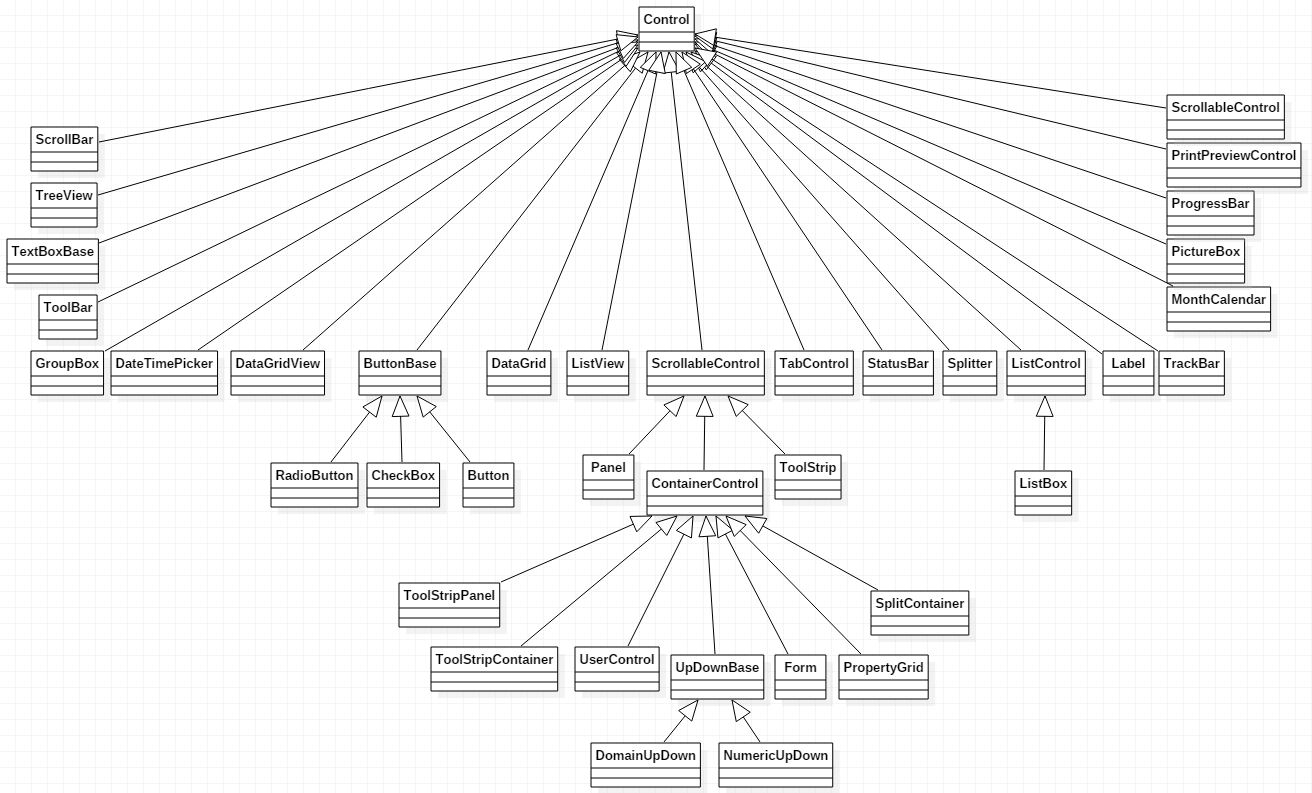 Control
ScrollableControl
ScrollBar
PrintPreviewControl
TreeView
ProgressBar
TextBoxBase
PictureBox
ToolBar
MonthCalendar
GroupBox
DateTimePicker
DataGridView
ButtonBase
DataGrid
ListView
ScrollableControl
TabControl
StatusBar
Splitter
ListControl
Label
TrackBar
RadioButton
CheckBox
Button
Panel
ContainerControl
ToolStrip
ListBox
ToolStripPanel
SplitContainer
ToolStripContainer
UserControl
UpDownBase
Form
PropertyGrid
DomainUpDown
NumericUpDown